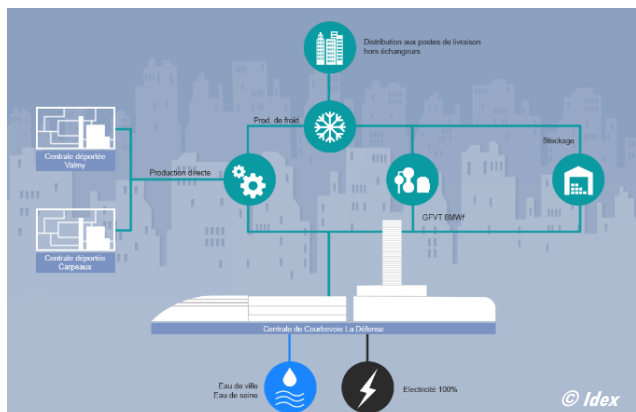 Distribution aux postes de livraison
hors échangeurs
Prod. de froid
Stockage
Centrale déportée
Valmy
Production directe
GFVT 8MWf
Centrale déportée
Carpeaux
Centrale de Courbevoie La Défense
Eau de ville
Eau de seine
Electricité 100%
© Idex